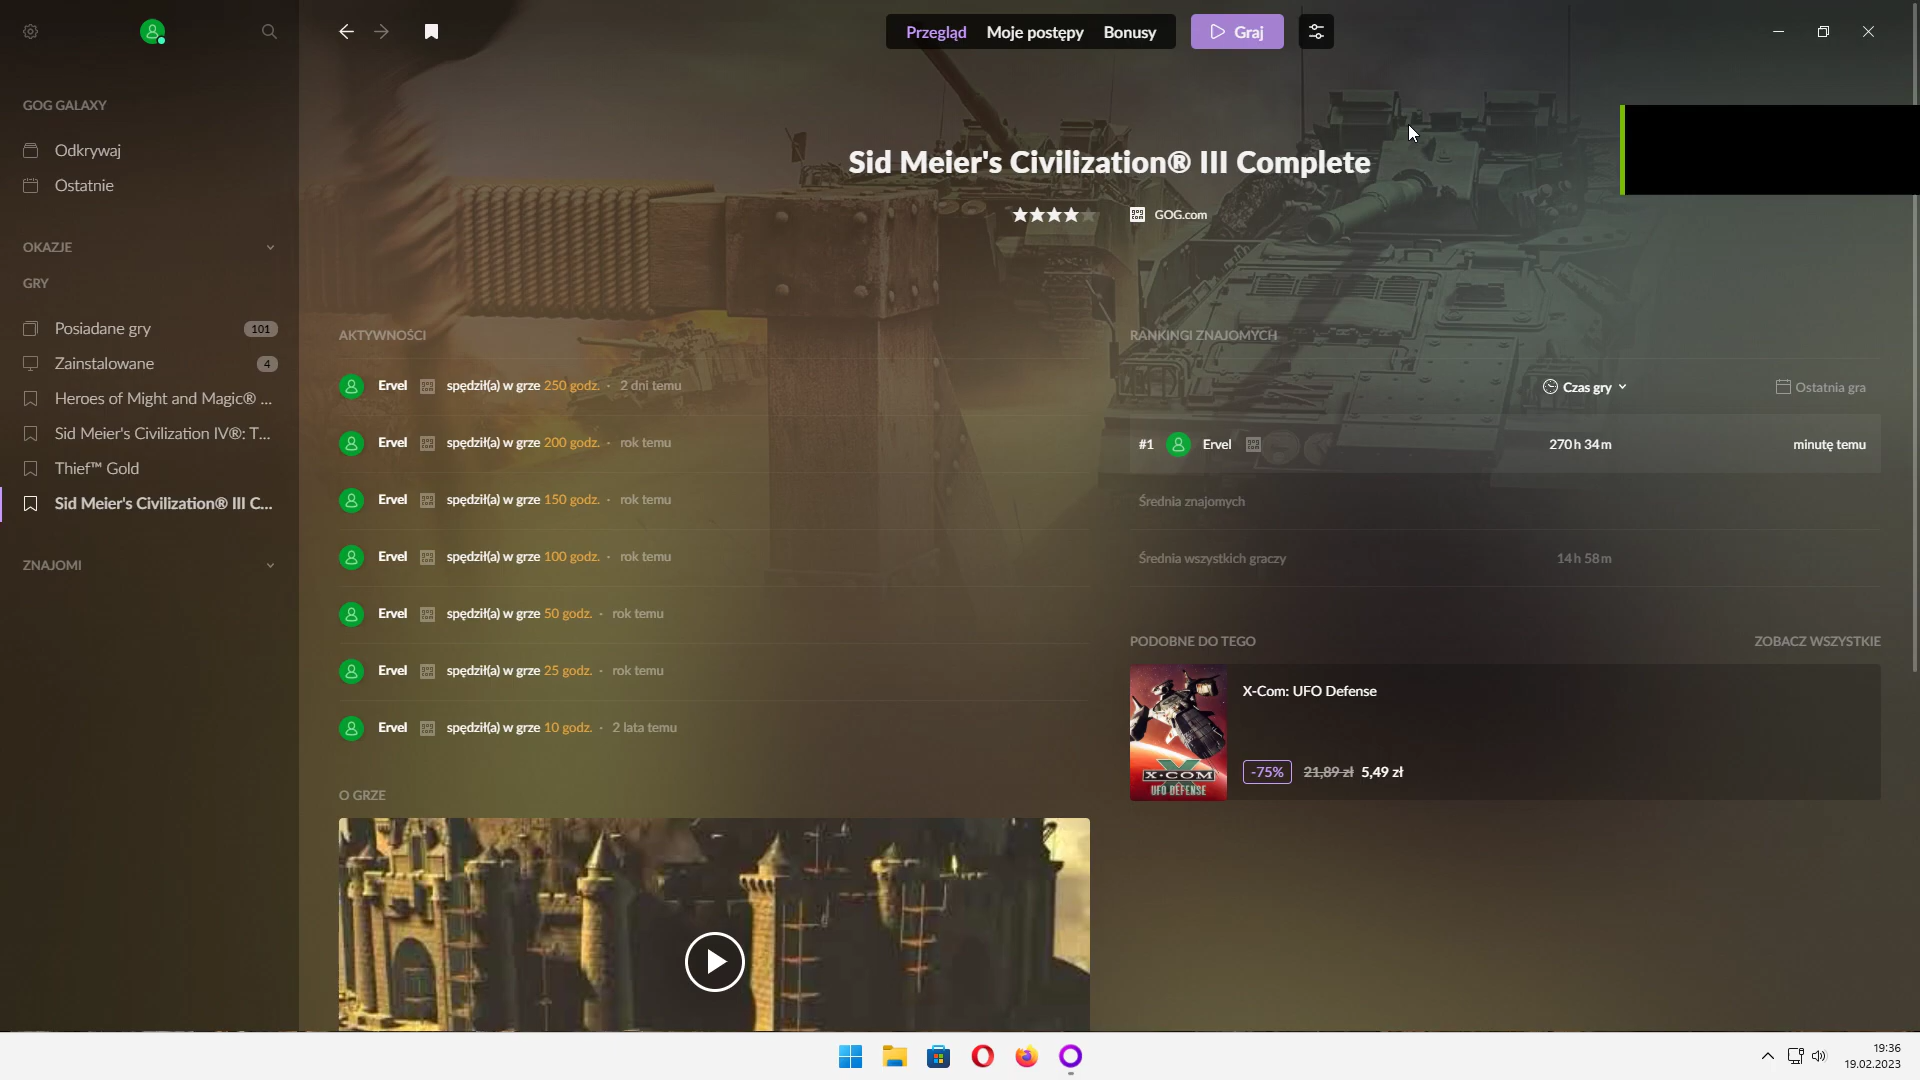 Przegląd
Moje postępy
Bonusy
Graj
GOG GALAXY
Odkrywaj
Ostatnie
OKAZJE
GRY
Posiadane gry 101
Zainstalowane 4
Heroes of Might and Magic® ...
Sid Meier's Civilization IV®: T...
Thief™ Gold
Sid Meier's Civilization® III C...
ZNAJOMI
Sid Meier's Civilization® III Complete
GOG.com
AKTYWNOŚCI
Ervel spędził(a) w grze 250 godz. · 2 dni temu
Ervel spędził(a) w grze 200 godz. · rok temu
Ervel spędził(a) w grze 150 godz. · rok temu
Ervel spędził(a) w grze 100 godz. · rok temu
Ervel spędził(a) w grze 50 godz. · rok temu
Ervel spędził(a) w grze 25 godz. · rok temu
Ervel spędził(a) w grze 10 godz. · 2 lata temu
O GRZE
RANKINGI ZNAJOMYCH
Czas gry
Ostatnia gra
#1 Ervel 270 h 34 m minutę temu
Średnia znajomych
Średnia wszystkich graczy 14 h 58 m
PODOBNE DO TEGO
ZOBACZ WSZYSTKIE
X-COM
UFO DEFENSE
X-Com: UFO Defense
-75% 21,89 zł 5,49 zł
19:36
19.02.2023